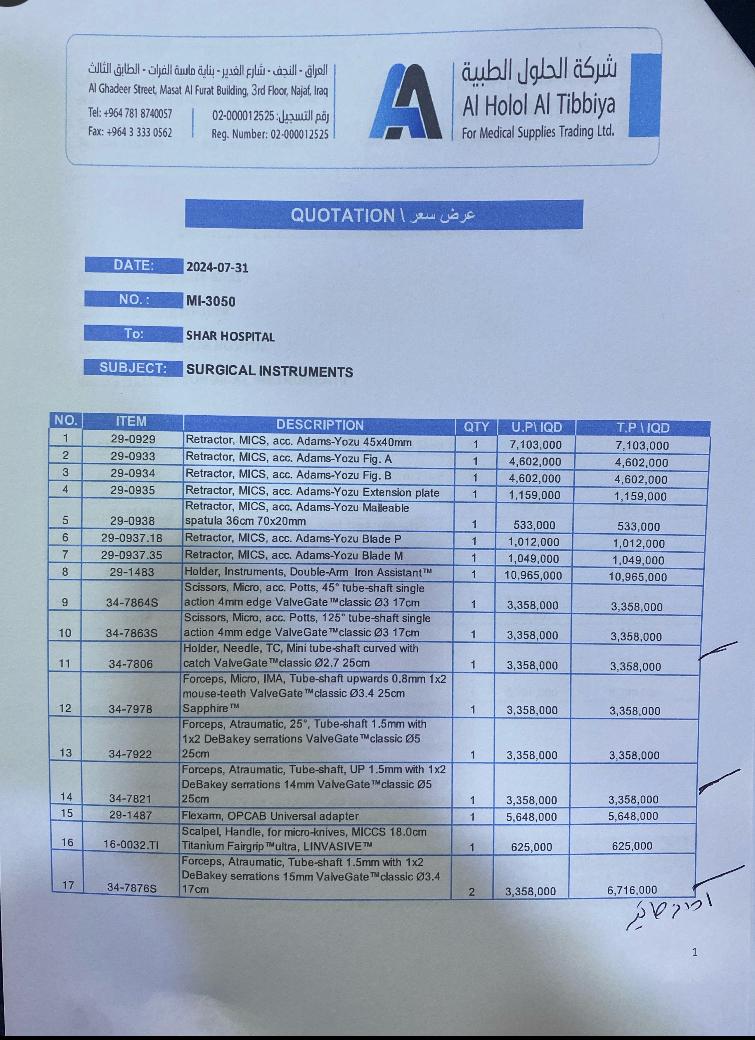 العراق - النجف - شارع الغدير - بناية ماسة الفرات - الطابق الثالث
Al Ghadeer Street, Masat Al Furat Building, 3rd Floor, Najaf, Iraq
Tel: +964 781 8740057
Fax: +964 3 333 0562
رقم التسجيل: 02-000012525
Reg. Number: 02-000012525
شركة الحلول الطبية
Al Holol Al Tibbiya
For Medical Supplies Trading Ltd.
QUOTATION \ عرض سعر
DATE: 2024-07-31
NO. : MI-3050
To: SHAR HOSPITAL
SUBJECT: SURGICAL INSTRUMENTS
NO. ITEM DESCRIPTION QTY U.P\ IQD T.P \ IQD
1 29-0929 Retractor, MICS, acc. Adams-Yozu 45x40mm 1 7,103,000 7,103,000
2 29-0933 Retractor, MICS, acc. Adams-Yozu Fig. A 1 4,602,000 4,602,000
3 29-0934 Retractor, MICS, acc. Adams-Yozu Fig. B 1 4,602,000 4,602,000
4 29-0935 Retractor, MICS, acc. Adams-Yozu Extension plate 1 1,159,000 1,159,000
Retractor, MICS, acc. Adams-Yozu Malleable
5 29-0938 spatula 36cm 70x20mm 1 533,000 533,000
6 29-0937.18 Retractor, MICS, acc. Adams-Yozu Blade P 1 1,012,000 1,012,000
7 29-0937.35 Retractor, MICS, acc. Adams-Yozu Blade M 1 1,049,000 1,049,000
8 29-1483 Holder, Instruments, Double-Arm Iron Assistant™ 1 10,965,000 10,965,000
Scissors, Micro, acc. Potts, 45° tube-shaft single
9 34-7864S action 4mm edge ValveGate™classic Ø3 17cm 1 3,358,000 3,358,000
Scissors, Micro, acc. Potts, 125° tube-shaft single
10 34-7863S action 4mm edge ValveGate™classic Ø3 17cm 1 3,358,000 3,358,000
Holder, Needle, TC, Mini tube-shaft curved with
11 34-7806 catch ValveGate™classic Ø2.7 25cm 1 3,358,000 3,358,000
Forceps, Micro, IMA, Tube-shaft upwards 0.8mm 1x2
mouse-teeth ValveGate™classic Ø3.4 25cm
12 34-7978 Sapphire™ 1 3,358,000 3,358,000
Forceps, Atraumatic, 25°, Tube-shaft 1.5mm with
1x2 DeBakey serrations ValveGate™classic Ø5
13 34-7922 25cm 1 3,358,000 3,358,000
Forceps, Atraumatic, Tube-shaft, UP 1.5mm with 1x2
DeBakey serrations 14mm ValveGate™classic Ø5
14 34-7821 25cm 1 3,358,000 3,358,000
15 29-1487 Flexarm, OPCAB Universal adapter 1 5,648,000 5,648,000
Scalpel, Handle, for micro-knives, MICCS 18.0cm
16 16-0032.TI Titanium Fairgrip™ultra, LINVASIVE™ 1 625,000 625,000
Forceps, Atraumatic, Tube-shaft 1.5mm with 1x2
DeBakey serrations 15mm ValveGate™classic Ø3.4
17 34-7876S 17cm 2 3,358,000 6,716,000
1